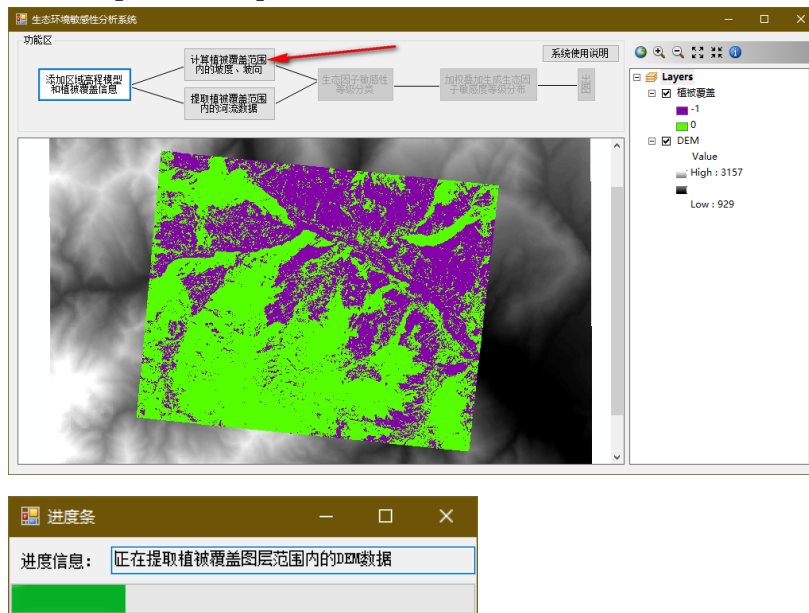 生态环境敏感性分析系统
功能区
添加区域高程模型
和植被覆盖信息
计算植被覆盖范围
内的坡度、坡向
提取植被覆盖范围
内的河流数据
生态因子敏感性
等级分类
加权叠加生成生态因
子敏感度等级分布
出
图
系统使用说明
Layers
植被覆盖
-1
0
DEM
Value
High : 3157
Low : 929
进度条
进度信息：
正在提取植被覆盖图层范围内的DEM数据